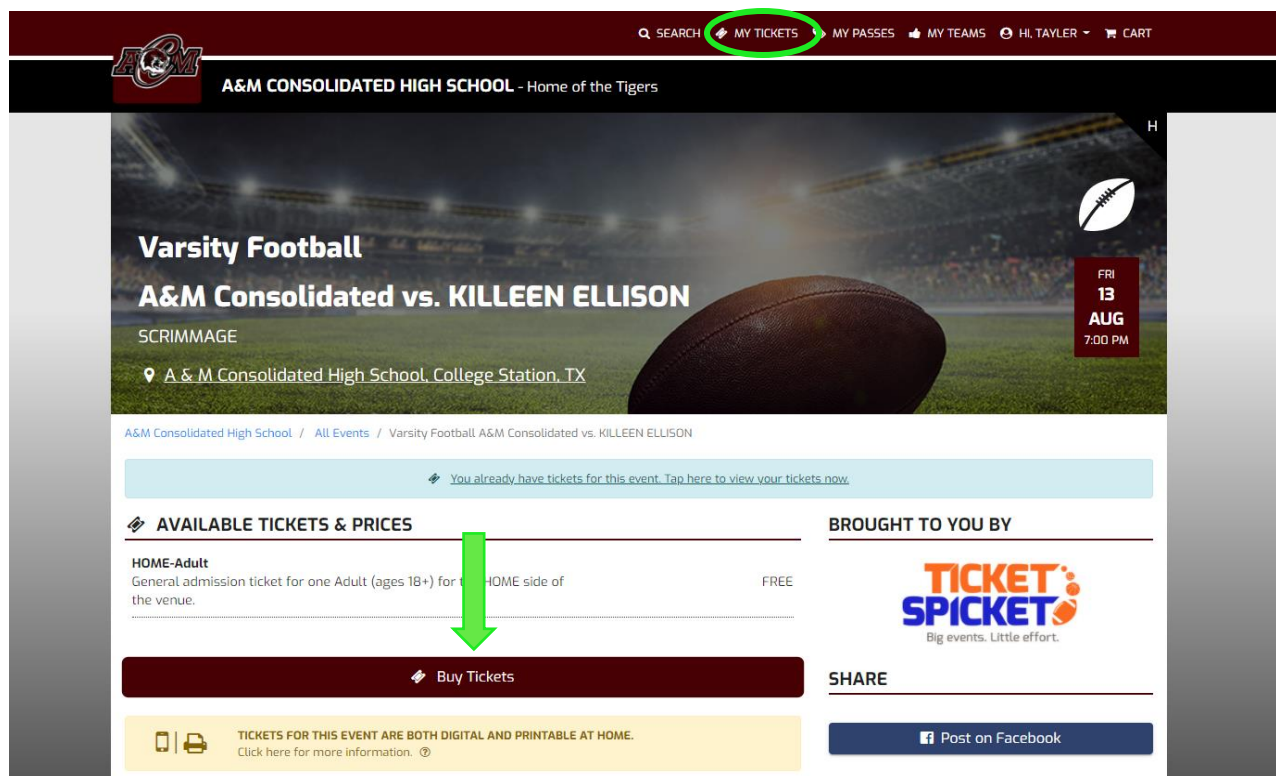 SEARCH MY TICKETS MY PASSES MY TEAMS HI, TAYLER CART
A&M
A&M CONSOLIDATED HIGH SCHOOL - Home of the Tigers
H
Varsity Football
A&M Consolidated vs. KILLEEN ELLISON
SCRIMMAGE
A & M Consolidated High School, College Station, TX
FRI
13
AUG
7:00 PM
A&M Consolidated High School / All Events / Varsity Football A&M Consolidated vs. KILLEEN ELLISON
You already have tickets for this event. Tap here to view your tickets now.
AVAILABLE TICKETS & PRICES
HOME-Adult
General admission ticket for one Adult (ages 18+) for HOME side of
the venue.
FREE
Buy Tickets
TICKETS FOR THIS EVENT ARE BOTH DIGITAL AND PRINTABLE AT HOME.
Click here for more information.
BROUGHT TO YOU BY
TICKET
SPICKET
Big events. Little effort.
SHARE
Post on Facebook